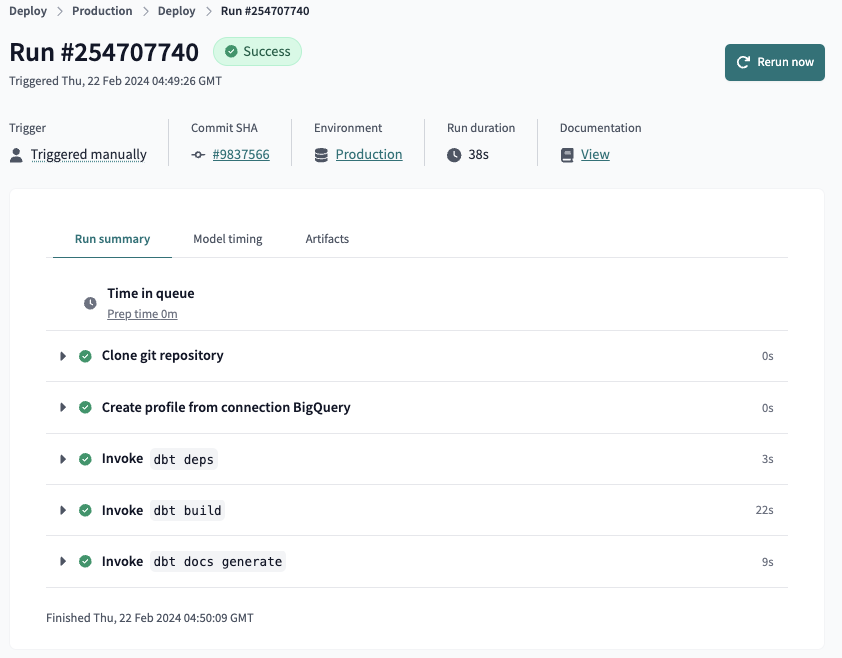 Deploy > Production > Deploy > Run #254707740
Run #254707740 Success
Rerun now
Triggered Thu, 22 Feb 2024 04:49:26 GMT
Trigger Commit SHA Environment Run duration Documentation
Triggered manually #9837566 Production 38s View
Run summary Model timing Artifacts
Time in queue
Prep time 0m
Clone git repository 0s
Create profile from connection BigQuery 0s
Invoke dbt deps 3s
Invoke dbt build 22s
Invoke dbt docs generate 9s
Finished Thu, 22 Feb 2024 04:50:09 GMT